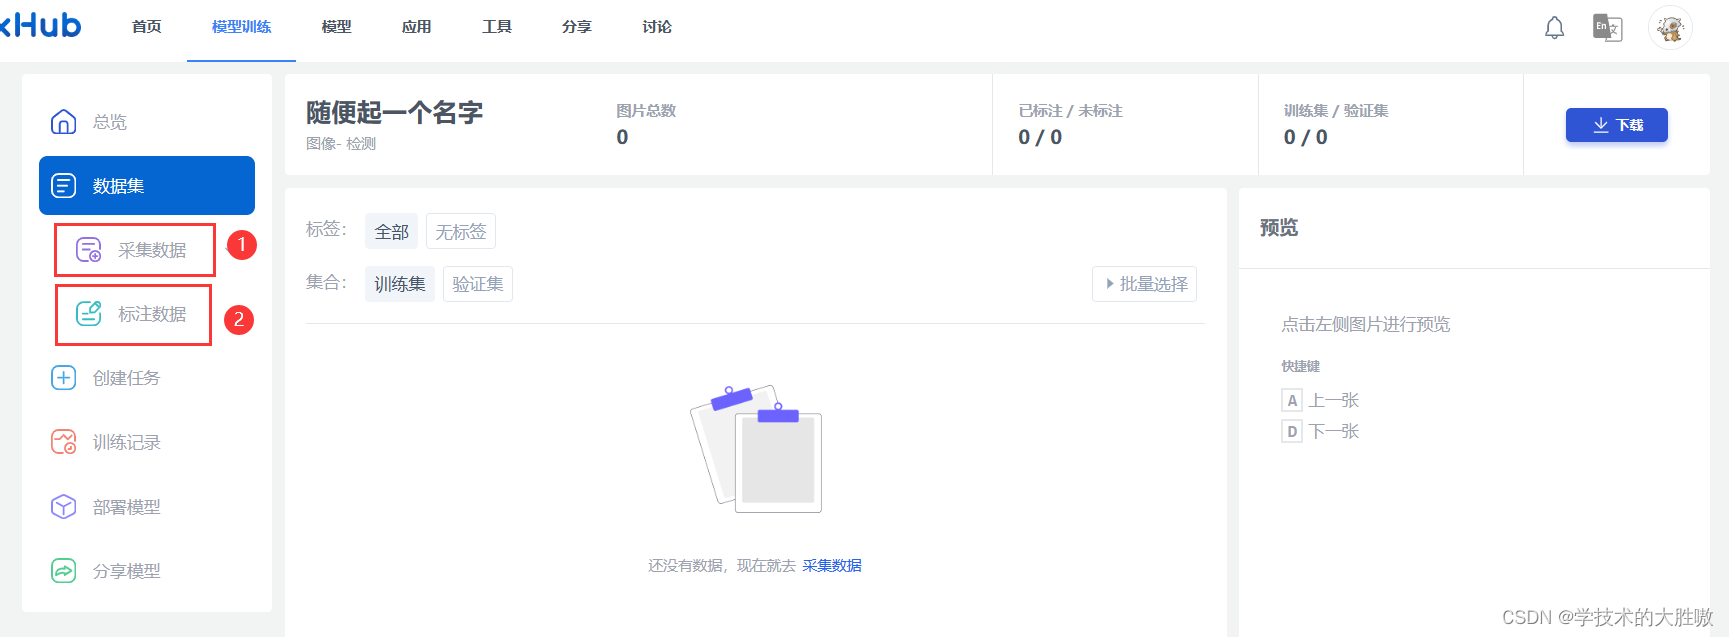 xHub 首页 模型训练 模型 应用 工具 分享 讨论 En 文
总览
数据集
采集数据 1
标注数据 2
创建任务
训练记录
部署模型
分享模型
随便起一个名字
图像- 检测
图片总数
0
已标注 / 未标注
0 / 0
训练集 / 验证集
0 / 0
下载
标签： 全部 无标签
集合： 训练集 验证集 批量选择
还没有数据，现在就去 采集数据
预览
点击左侧图片进行预览
快捷键
A 上一张
D 下一张
CSDN @学技术的大胜嗷